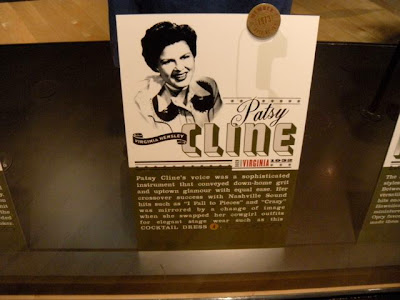 Patsy
VIRGINIA HENSLEY
CLINE
VIRGINIA 1932
Patsy Cline's voice was a sophisticated
instrument that conveyed down-home grit
and uptown glamour with equal ease. Her
crossover success with Nashville Sound
hits such as "I Fall to Pieces" and "Crazy"
was mirrored by a change of image
when she swapped her cowgirl outfits
for elegant stage wear such as this
COCKTAIL DRESS